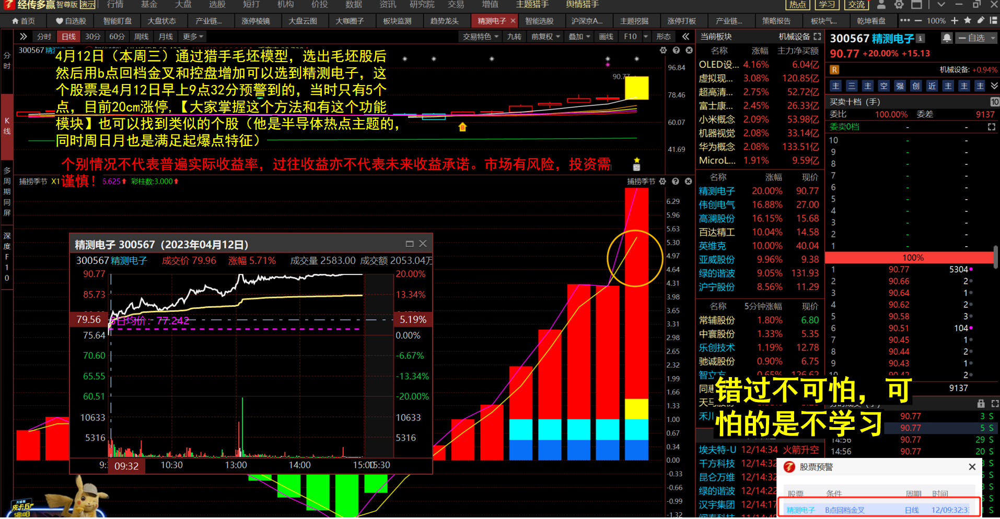 经传多赢 智尊版 演示 行情 基金 大盘 选股 短打 机构 价投 数据 资讯 研究院 交易 增值 主题猎手 舆情猎手 热点 学习 交流
首页 自选股 智能盯盘 大盘状态 产业链... 涨停棱镜 大盘云图 大咖圈子 板块监测 趋势龙头 精测电子 智能选股 沪深京A... 主题挖掘 涨停打板 产业链... 策略报告 板块气... 乾坤看盘 100%
分时 日线 30分 60分 周线 月线 更多 交易特色 九转 前复权 叠加 画线 F10 形态
分时
K线
多周期同屏
深度F10
300567
4月12日（本周三）通过猎手毛坯模型，选出毛坯股后
然后用b点回档金叉和控盘增加可以选到精测电子，这
个股票是4月12日早上9点32分预警到的，当时只有5个
点，目前20cm涨停,【大家掌握这个方法和有这个功能
模块】也可以找到类似的个股（他是半导体热点主题的，
同时周日月也是满足起爆点特征）
个别情况不代表普遍实际收益率，过往收益亦不代表未来收益承诺。市场有风险，投资需
谨慎！
90.77
B
96.84
78.46
60.07
41.69
捕捞季节 X1 6.625 彩柱数:3.000 捕捞季节
6.29
5.96
5.63
5.30
4.97
4.64
4.31
3.98
3.65
3.31
2.98
2.65
2.32
1.99
1.66
1.33
1.00
0.67
0.34
0.00
-0.33
-0.66
-0.99
-1.32
精测电子 300567（2023年04月12日）
300567 精测电子 成交价 79.96 涨幅 5.71% 成交量 2583.00 成交额 2053.04万
90.77 20.00%
85.73 13.34%
79.56 5日均价：77.242 5.19%
75.64 0.00%
70.60 -6.67%
65.55 -13.34%
60.51 -20.00%
10633 10633
5316 5316
09:32 10:30 13:00 14:00
5月10日
当前板块 机械设备
名称 涨幅 主力净买额
OLED设... 4.16% 6.04亿
虚拟现... 3.08% 120.85亿
超高清... 2.75% 52.72亿
富士康... 2.45% 26.33亿
小米概念 2.09% 53.98亿
机器视觉 2.08% 33.14亿
华为概念 2.08% 133.51亿
MicroL... 1.91% 9.59亿
名称 涨幅 现价
精测电子 20.00% 90.77
伟创电气 16.88% 27.00
高澜股份 16.15% 15.68
百达精工 10.04% 14.58
英维克 10.00% 40.04
亚威股份 9.96% 9.38
绿的谐波 9.05% 131.93
沪宁股份 8.56% 11.29
名称 5分钟涨幅 现价
常辅股份 1.80% 6.80
中寰股份 1.33% 5.35
乐创技术 1.19% 12.78
驰诚股份 0.90% 6.75
智立方 0.65% 126.62
错过不可怕，可
怕的是不学习
埃夫特-U 12/14:34 火箭升空
千方科技 12/14:32
昆仑万维 12/14:32
绿的谐波 12/14:22
汉宇集团 12/14:17
300567 精测电子 自选
90.77 +20.00% +15.13
R 机械设备: +0.94%
主 三 主 空 强 创 近 主 主 主
买卖十档 (手) 10
委比 100.00% 委差 9137
委卖0档 - -
10 - -
9 - -
8 - -
7 - -
6 - -
5 - -
4 - -
3 - -
2 - -
1 - -
100%
1 90.77 5304
2 90.66 2
3 90.64 1
4 90.62 2
5 90.58 3
6 90.51 104
7 90.45 1
8 90.44 2
9 90.43 1
10 90.42 2
9137
90.77 3 S
90.77 5 S
14:56 90.77 29 S
14:56 90.77 20 S
股票预警
股票 条件 周期 时间
精测电子 B点回档金叉 日线 12/09:32:3